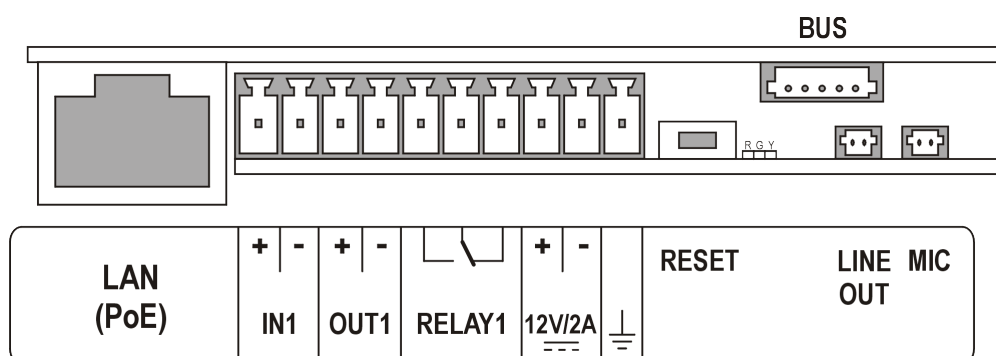 BUS
R G Y
LAN
(PoE)
+ -
IN1
+ -
OUT1
RELAY1
+ -
12V/2A
RESET
LINE
OUT
MIC